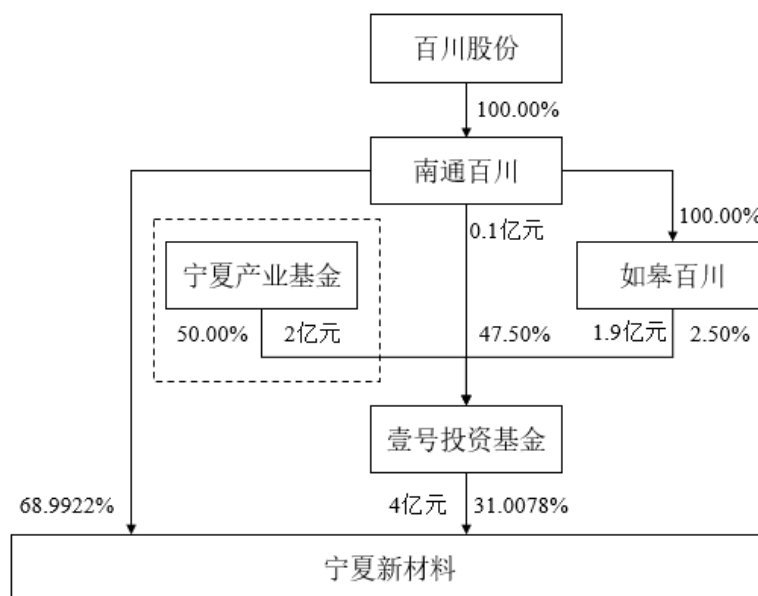 百川股份
100.00%
南通百川
100.00%
0.1亿元
宁夏产业基金
如皋百川
50.00%
2亿元
47.50%
1.9亿元
2.50%
壹号投资基金
68.9922%
4亿元
31.0078%
宁夏新材料